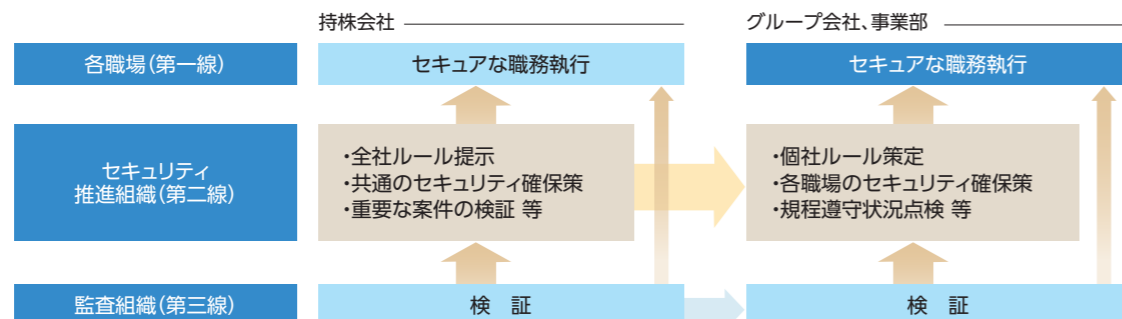 持株会社
グループ会社、事業部
各職場(第一線)
セキュアな職務執行
セキュアな職務執行
セキュリティ
推進組織(第二線)
・全社ルール提示
・共通のセキュリティ確保策
・重要な案件の検証 等
・個社ルール策定
・各職場のセキュリティ確保策
・規程遵守状況点検 等
監査組織(第三線)
検 証
検 証